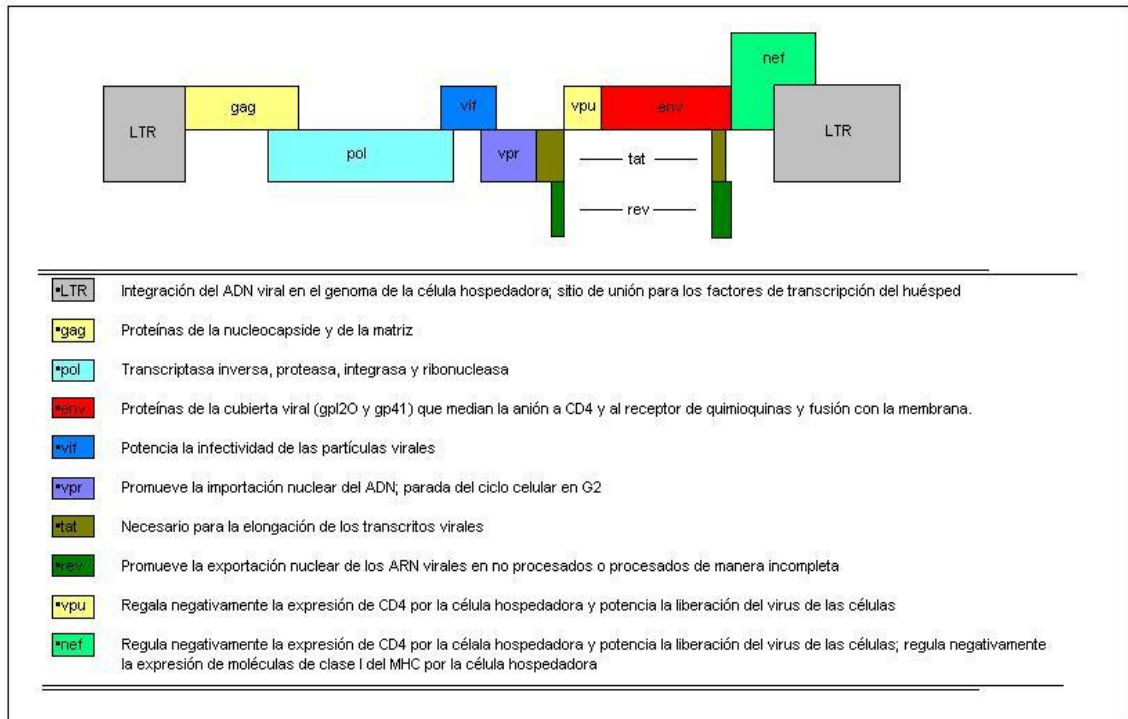 nef
gag
vif
vpu
env
LTR
pol
vpr
tat
LTR
rev
•LTR Integración del ADN viral en el genoma de la célula hospedadora; sitio de unión para los factores de transcripción del huésped
•gag Proteínas de la nucleocapside y de la matriz
•pol Transcriptasa inversa, proteasa, integrasa y ribonucleasa
•env Proteínas de la cubierta viral (gpl2O y gp41) que median la anión a CD4 y al receptor de quimioquinas y fusión con la membrana.
•vif Potencia la infectividad de las partículas virales
•vpr Promueve la importación nuclear del ADN; parada del ciclo celular en G2
•tat Necesario para la elongación de los transcritos virales
•rev Promueve la exportación nuclear de los ARN virales en no procesados o procesados de manera incompleta
•vpu Regala negativamente la expresión de CD4 por la célula hospedadora y potencia la liberación del virus de las células
•nef Regula negativamente la expresión de CD4 por la célala hospedadora y potencia la liberación del virus de las células; regula negativamente
la expresión de moléculas de clase I del MHC por la célula hospedadora